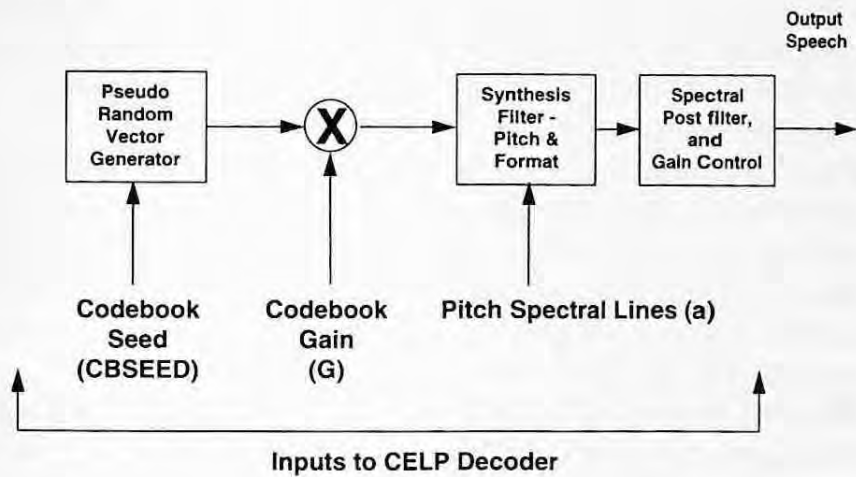 Output
Speech
Pseudo
Random
Vector
Generator
X
Synthesis
Filter -
Pitch &
Format
Spectral
Post filter,
and
Gain Control
Codebook
Seed
(CBSEED)
Codebook
Gain
(G)
Pitch Spectral Lines (a)
Inputs to CELP Decoder